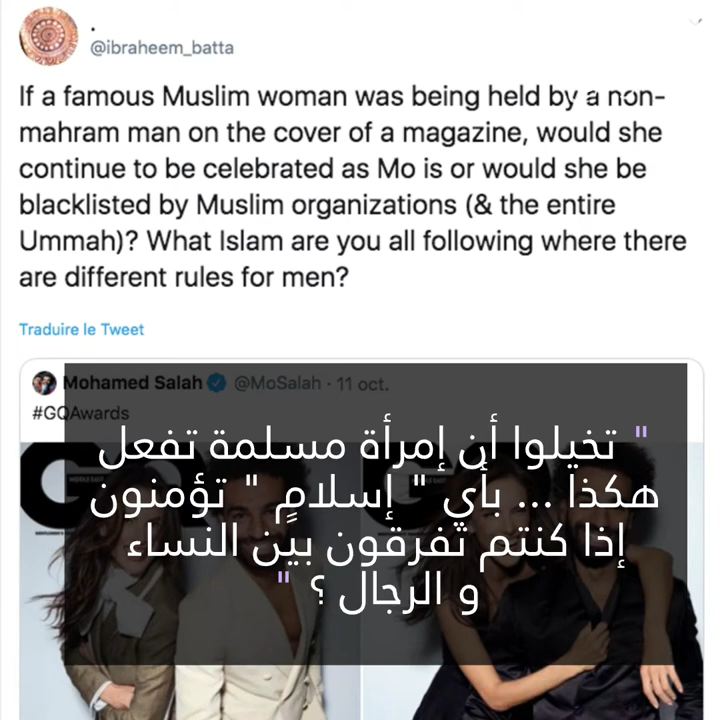 .
@ibraheem_batta
If a famous Muslim woman was being held by a non-
mahram man on the cover of a magazine, would she
continue to be celebrated as Mo is or would she be
blacklisted by Muslim organizations (& the entire
Ummah)? What Islam are you all following where there
are different rules for men?
Traduire le Tweet
Mohamed Salah @MoSalah · 11 oct.
#GQAwards
" تخيلوا أن إمرأة مسلمة تفعل
هكذا ... بأي " إسلامٍ " تؤمنون
إذا كنتم تفرقون بين النساء
و الرجال ؟ "